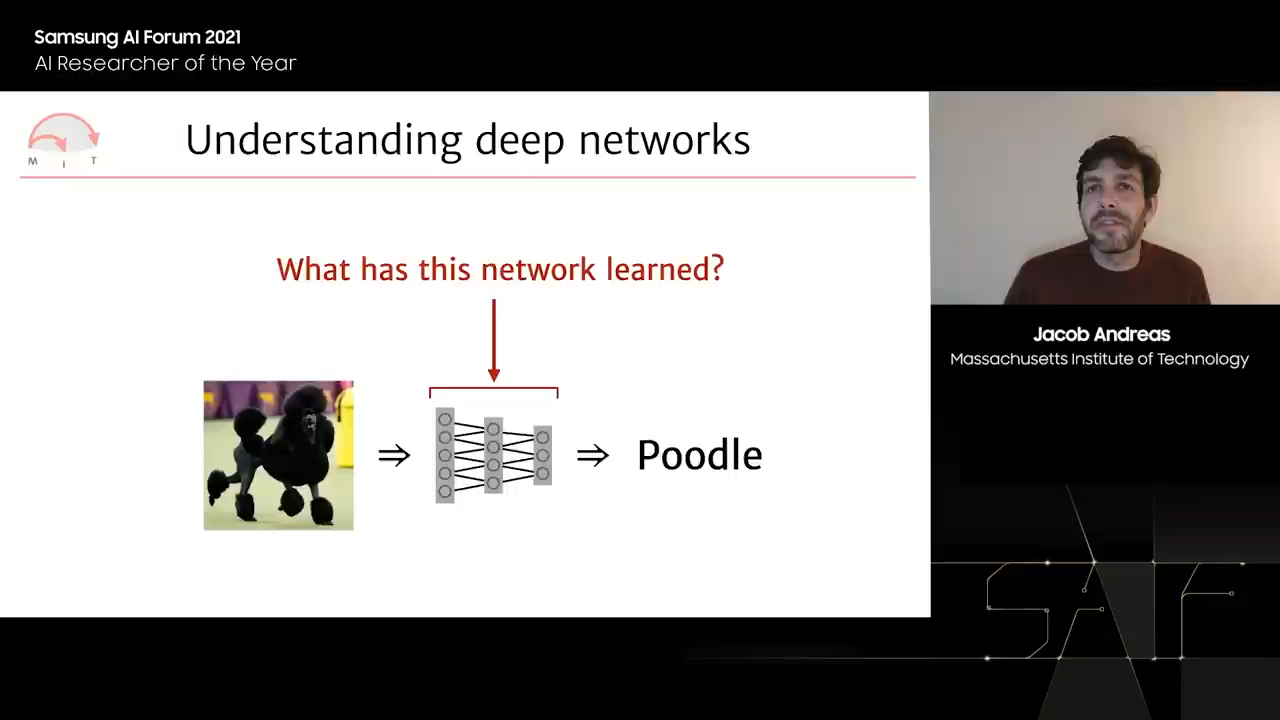 Samsung AI Forum 2021
AI Researcher of the Year
M I T
Understanding deep networks
What has this network learned?
Poodle
Jacob Andreas
Massachusetts Institute of Technology
SAF